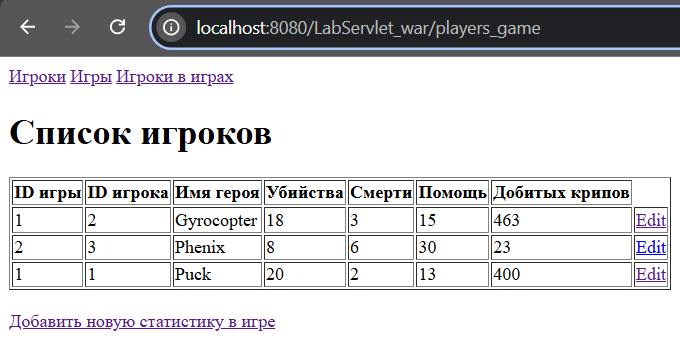 localhost:8080/LabServlet_war/players_game
Игроки Игры Игроки в играх
Список игроков
ID игры ID игрока Имя героя Убийства Смерти Помощь Добитых крипов
1 2 Gyrocopter 18 3 15 463 Edit
2 3 Phenix 8 6 30 23 Edit
1 1 Puck 20 2 13 400 Edit
Добавить новую статистику в игре